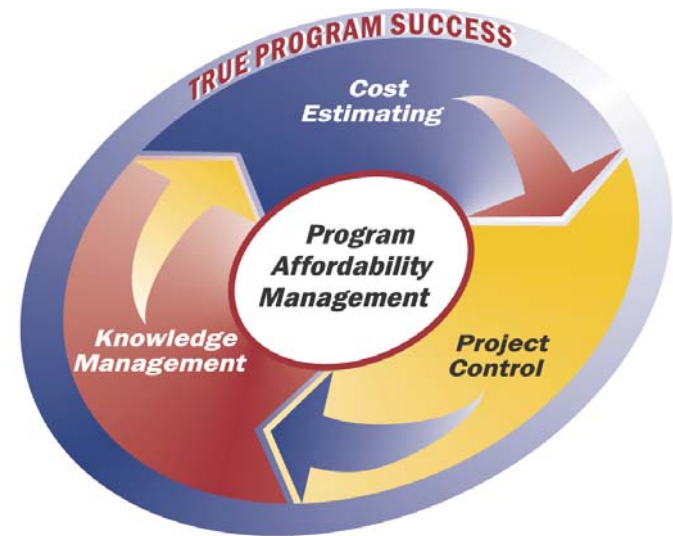 TRUE PROGRAM SUCCESS
Cost
Estimating
Program
Affordability
Management
Knowledge
Management
Project
Control